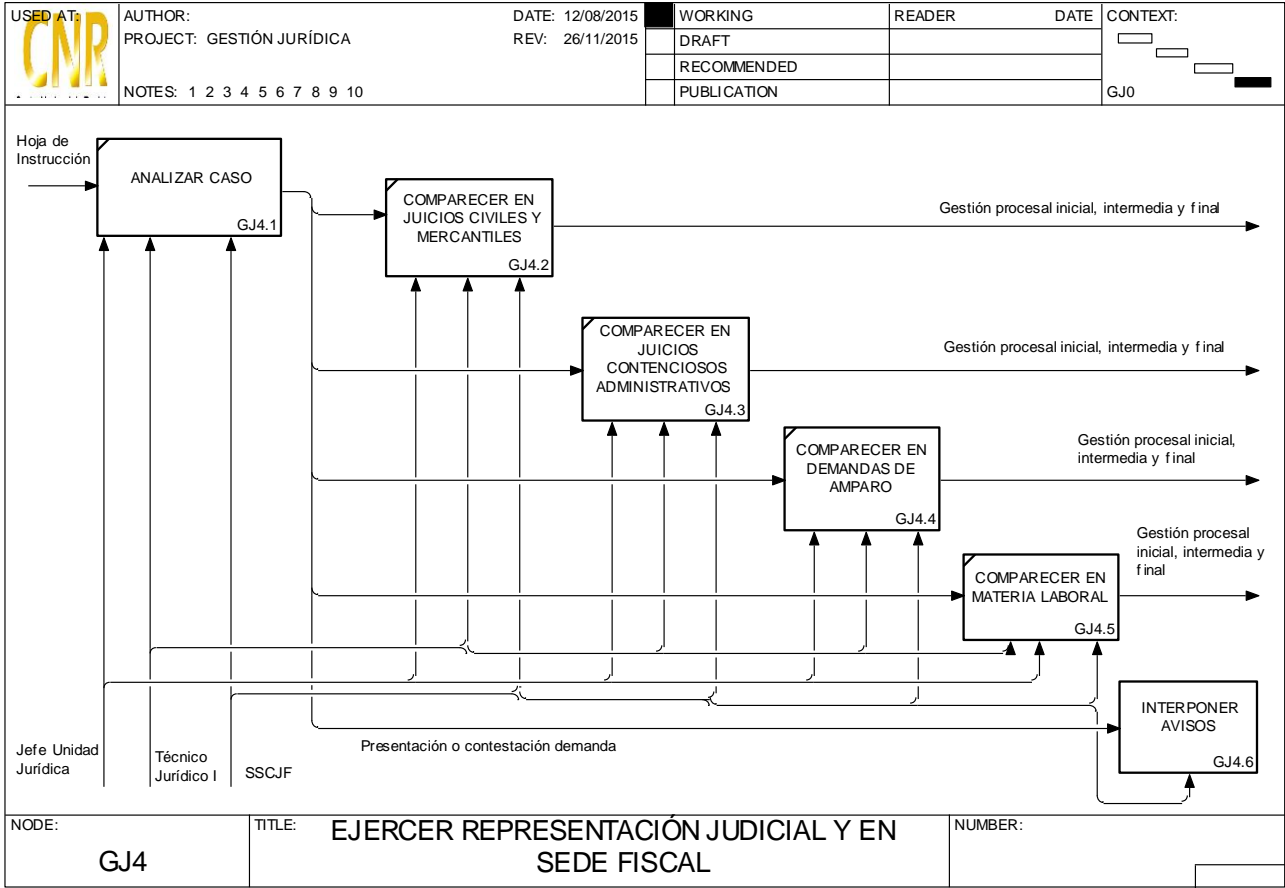 USED AT:
CNR
AUTHOR:
PROJECT: GESTIÓN JURÍDICA
NOTES: 1 2 3 4 5 6 7 8 9 10
DATE: 12/08/2015
REV: 26/11/2015
WORKING
DRAFT
RECOMMENDED
PUBLICATION
READER DATE
CONTEXT:
GJ0
Hoja de
Instrucción
ANALIZAR CASO
GJ4.1
COMPARECER EN
JUICIOS CIVILES Y
MERCANTILES
GJ4.2
Gestión procesal inicial, intermedia y final
COMPARECER EN
JUICIOS
CONTENCIOSOS
ADMINISTRATIVOS
GJ4.3
Gestión procesal inicial, intermedia y final
COMPARECER EN
DEMANDAS DE
AMPARO
GJ4.4
Gestión procesal inicial,
intermedia y final
COMPARECER EN
MATERIA LABORAL
GJ4.5
Gestión procesal
inicial, intermedia y
final
INTERPONER
AVISOS
GJ4.6
Presentación o contestación demanda
Jefe Unidad
Jurídica
Técnico
Jurídico I
SSCJF
NODE:
GJ4
TITLE:
EJERCER REPRESENTACIÓN JUDICIAL Y EN
SEDE FISCAL
NUMBER: